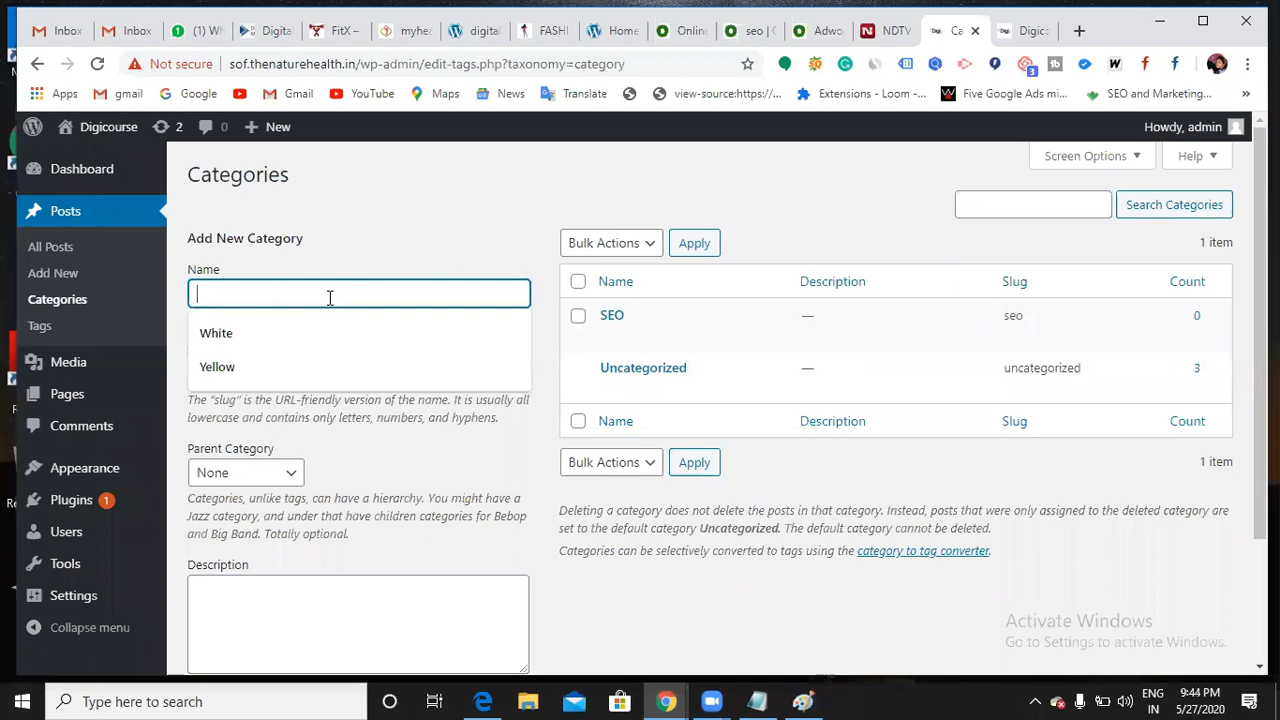 Inbox
Inbox
(1) Wh
Digita
FitX –
myhe
digital
FASHI
Home
Online
seo | C
Adwo
NDTV
Ca
Digico
Not secure
sof.thenaturehealth.in/wp-admin/edit-tags.php?taxonomy=category
3
Apps
gmail
Google
YouTube
Gmail
YouTube
Maps
News
Translate
view-source:https:/...
Extensions - Loom –...
Five Google Ads mi...
SEO and Marketing...
»
Digicourse
2
0
New
Howdy, admin
Dashboard
Posts
All Posts
Add New
Categories
Tags
Media
Pages
Comments
Appearance
Plugins 1
Users
Tools
Settings
Collapse menu
Categories
Screen Options
Help
Search Categories
Add New Category
Name
White
Yellow
The “slug” is the URL-friendly version of the name. It is usually all
lowercase and contains only letters, numbers, and hyphens.
Parent Category
None
Categories, unlike tags, can have a hierarchy. You might have a
Jazz category, and under that have children categories for Bebop
and Big Band. Totally optional.
Description
Bulk Actions
Apply
1 item
Name Description Slug Count
SEO — seo 0
Uncategorized — uncategorized 3
Name Description Slug Count
Bulk Actions
Apply
1 item
Deleting a category does not delete the posts in that category. Instead, posts that were only assigned to the deleted category are
set to the default category Uncategorized. The default category cannot be deleted.
Categories can be selectively converted to tags using the category to tag converter.
Activate Windows
Go to Settings to activate Windows.
Type here to search
ENG
IN
9:44 PM
5/27/2020